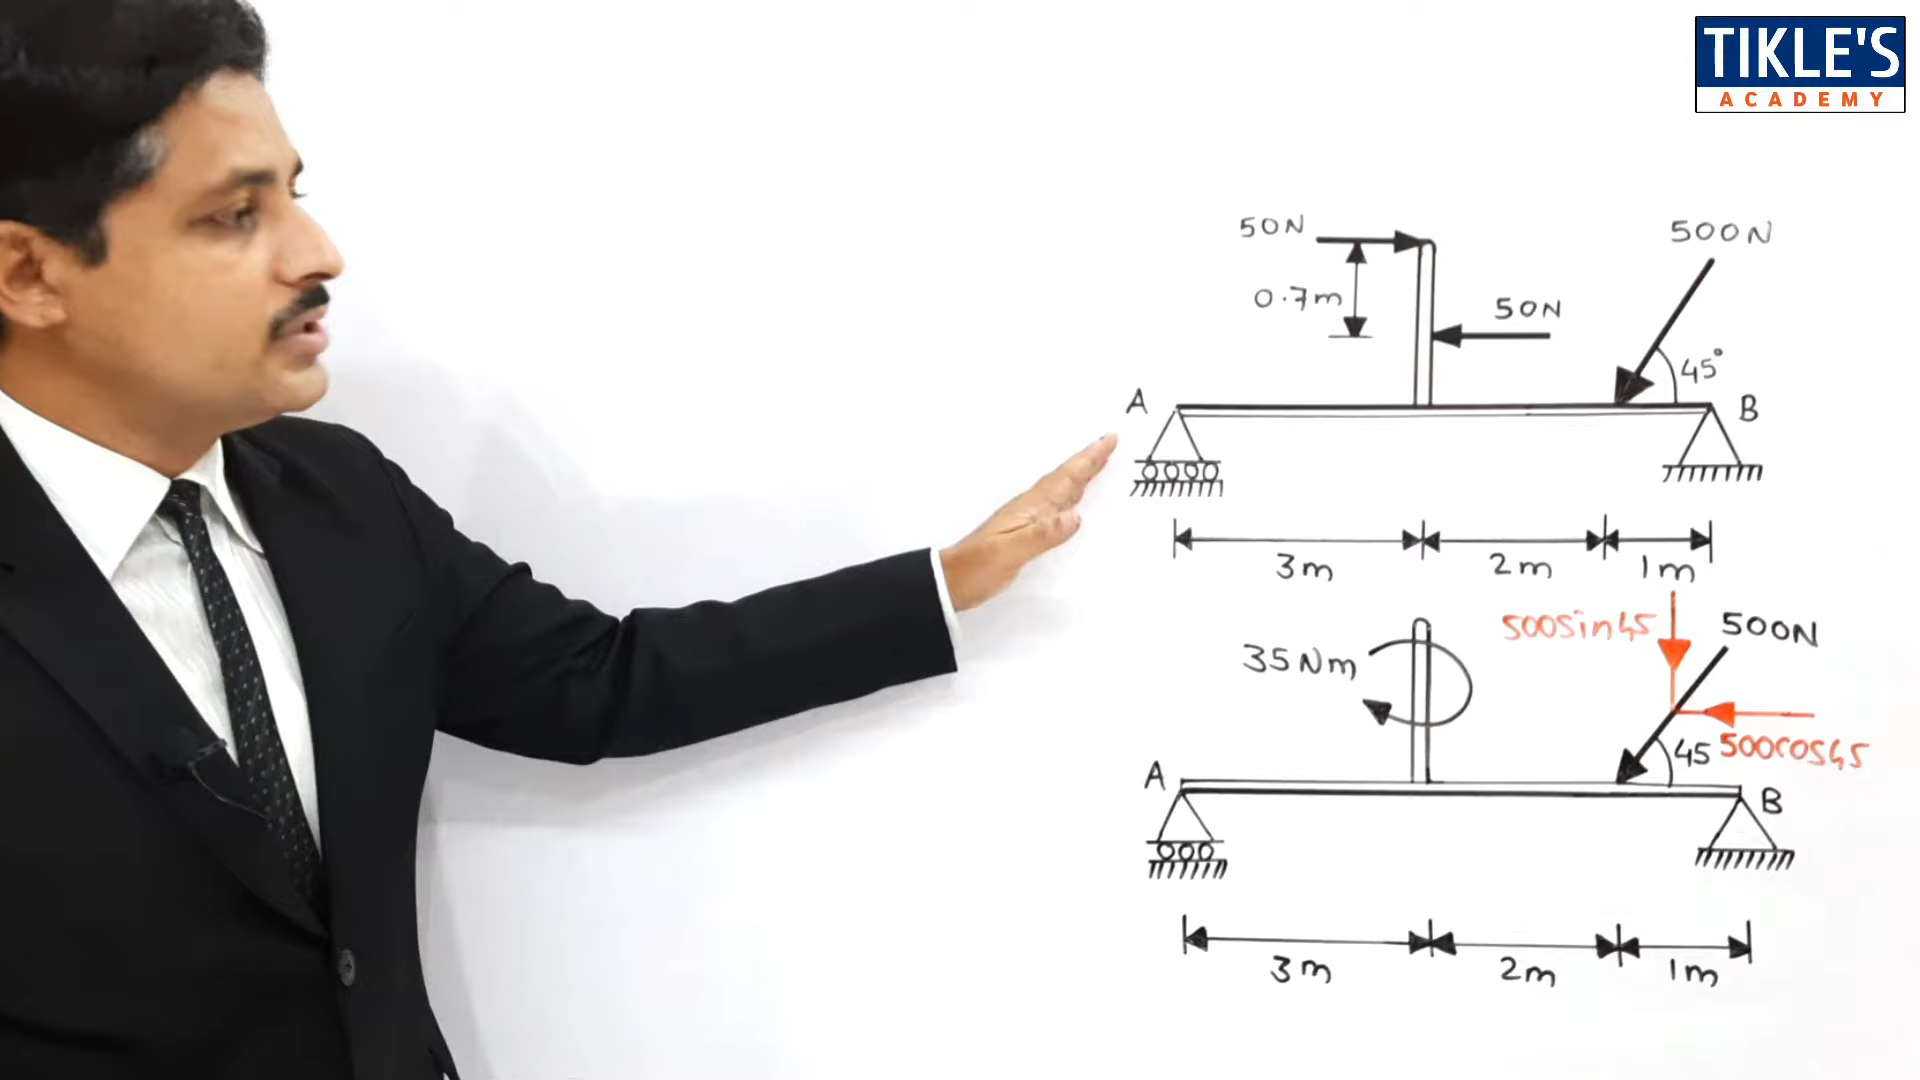 TIKLE'S
ACADEMY
50N
500N
0.7m
50N
45°
A
B
3m
2m
1m
500sin45
500N
35Nm
45
500cos45
A
B
3m
2m
1m